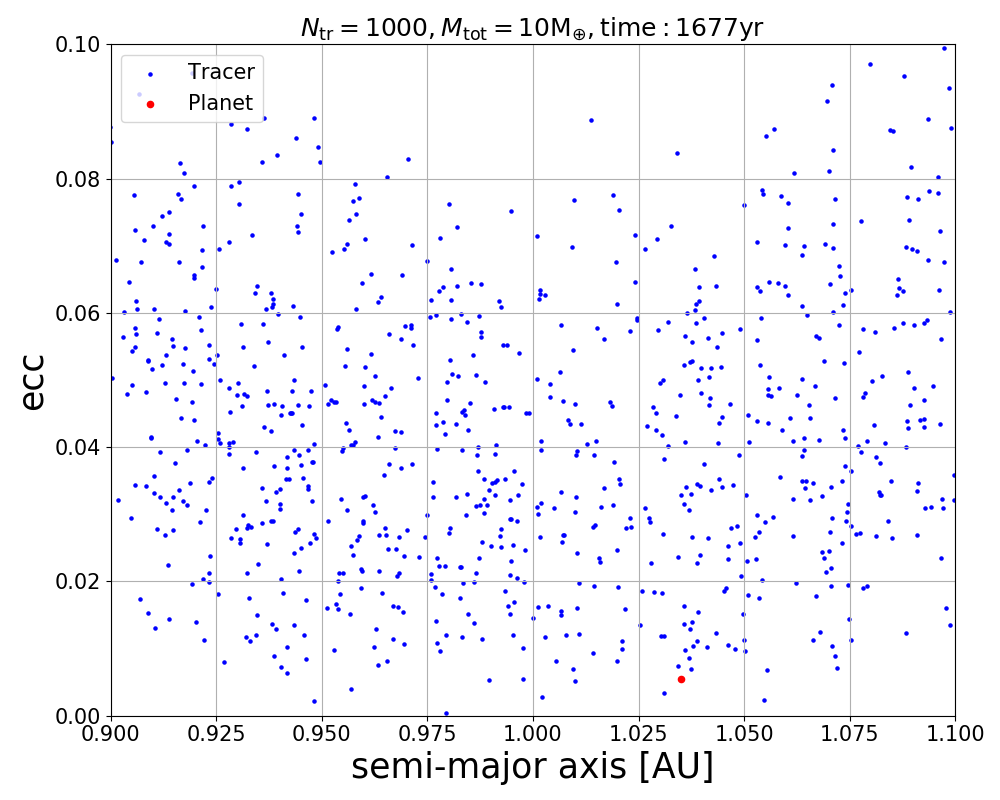 N_tr = 1000, M_tot = 10M_⊕, time : 1677yr
Tracer
Planet
ecc
0.10
0.08
0.06
0.04
0.02
0.00
0.900 0.925 0.950 0.975 1.000 1.025 1.050 1.075 1.100
semi-major axis [AU]